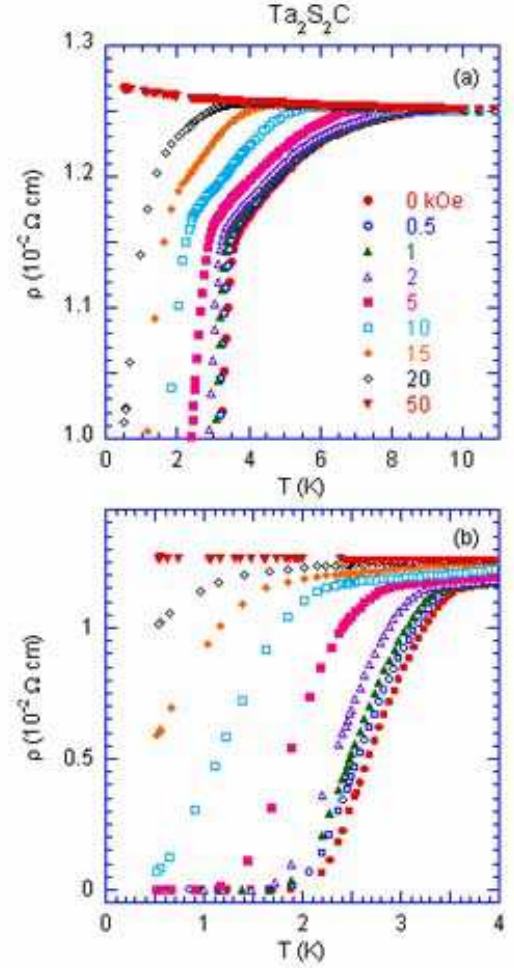 Ta₂S₂C
(a)
1.3
1.2
1.1
1.0
ρ (10⁻² Ω cm)
0 kOe
0.5
1
2
5
10
15
20
50
0 2 4 6 8 10
T (K)
(b)
1
0.5
0
ρ (10⁻² Ω cm)
0 1 2 3 4
T (K)